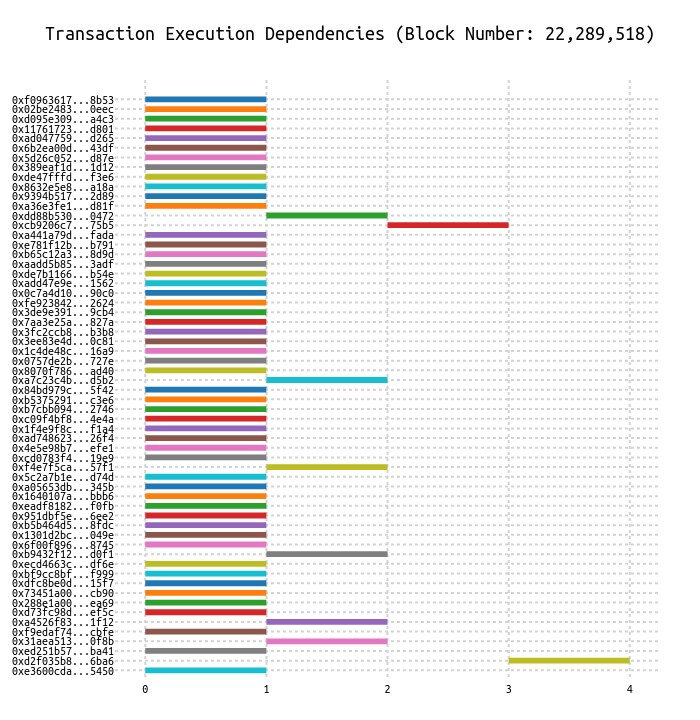 Transaction Execution Dependencies (Block Number: 22,289,518)
0xf0963617...8b53
0x02be2483...0eec
0xd095e309...a4c3
0x11761723...d801
0xad047759...d265
0x6b2ea00d...43df
0x5d26c052...d87e
0x389eaf1d...1d12
0xde47fffd...f3e6
0x8632e5e8...a18a
0x9394b517...2d89
0xa36e3fe1...d81f
0xdd88b530...0472
0xcb9206c7...75b5
0xa441a79d...fada
0xe781f12b...b791
0xb65c12a3...8d9d
0xaadd5b85...3adf
0xde7b1166...b54e
0xadd47e9e...1562
0x0c7a4d10...90c0
0xfe923842...2624
0x3de9e391...9cb4
0x7aa3e25a...827a
0x3fc2ccb8...b3b8
0x3ee83e4d...0c81
0x1c4de48c...16a9
0x0757de2b...727e
0x8070f786...ad40
0xa7c23c4b...d5b2
0x84bd979c...5f42
0xb5375291...c3e6
0xb7cbb094...2746
0xc09f4bf8...4e4a
0x1f4e9f8c...f1a4
0xad748623...26f4
0x4e5e98b7...efe1
0xcd0783f4...19e9
0xf4e7f5ca...57f1
0x5c2a7b1e...d74d
0xa05653db...345b
0x1640107a...bbb6
0xeadf8182...f0fb
0x951dbf5e...6ee2
0xb5b464d5...8fdc
0x1301d2bc...049e
0x6f00f896...8745
0xb9432f12...d0f1
0xecd4663c...df6e
0xbf9cc8bf...f999
0xdfc8be0d...15f7
0x73451a00...cb90
0x288e1a00...ea69
0xd73fc98d...ef5c
0xa4526f83...1f12
0xf9edaf74...cbfe
0x31aea513...0f8b
0xed251b57...ba41
0xd2f035b8...6ba6
0xe3600cda...5450
0 1 2 3 4